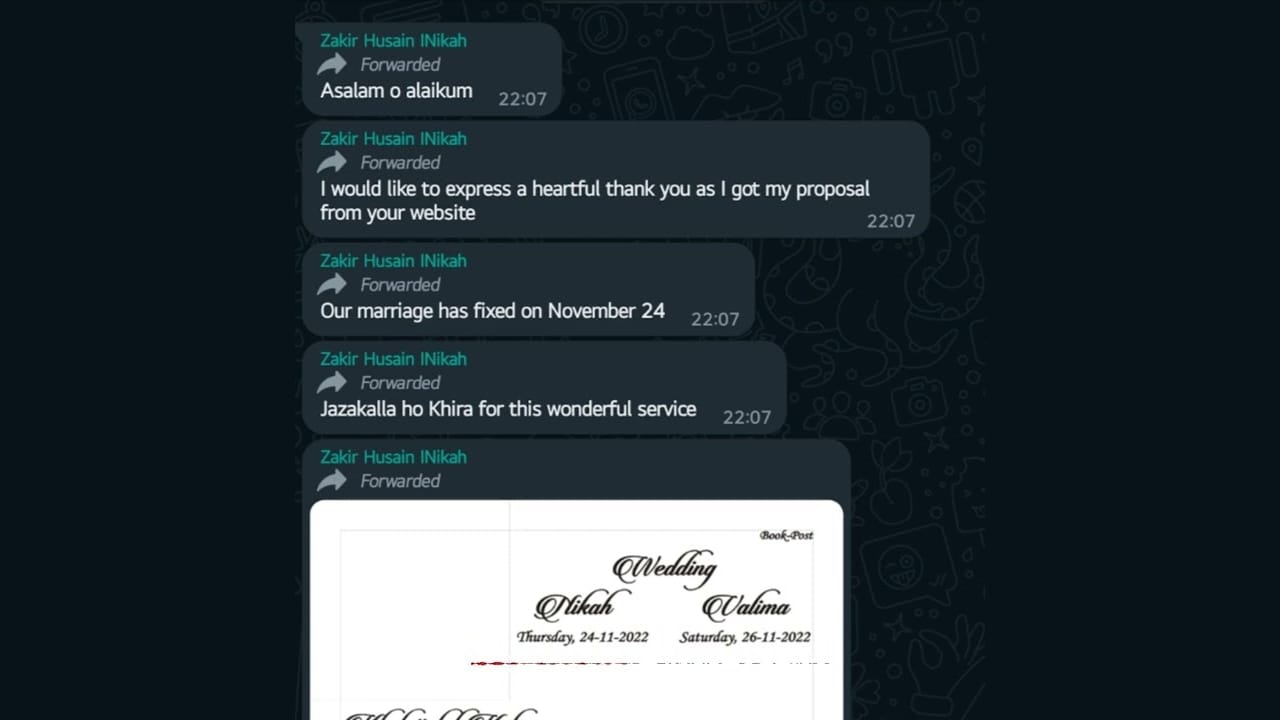 Zakir Husain INikah
Forwarded
Asalam o alaikum
22:07
Zakir Husain INikah
Forwarded
I would like to express a heartful thank you as I got my proposal
from your website
22:07
Zakir Husain INikah
Forwarded
Our marriage has fixed on November 24
22:07
Zakir Husain INikah
Forwarded
Jazakalla ho Khira for this wonderful service
22:07
Zakir Husain INikah
Forwarded
Book-Post
Wedding
Nikah Valima
Thursday, 24-11-2022 Saturday, 26-11-2022